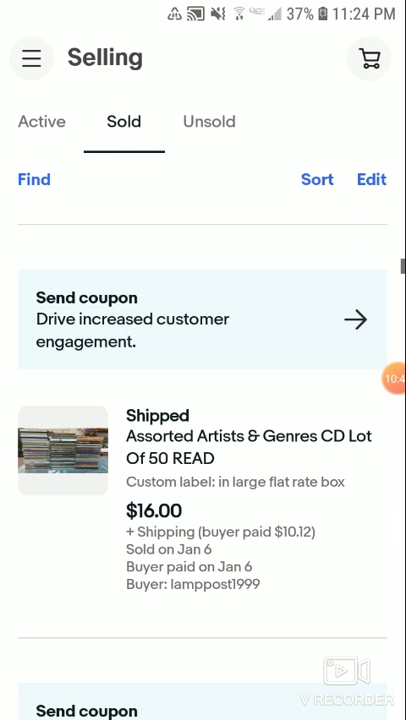 37% 11:24 PM
Selling
Active Sold Unsold
Find Sort Edit
Send coupon
Drive increased customer
engagement.
10:4
Shipped
Assorted Artists & Genres CD Lot
Of 50 READ
Custom label: in large flat rate box
$16.00
+ Shipping (buyer paid $10.12)
Sold on Jan 6
Buyer paid on Jan 6
Buyer: lamppost1999
V RECORDER
Send coupon